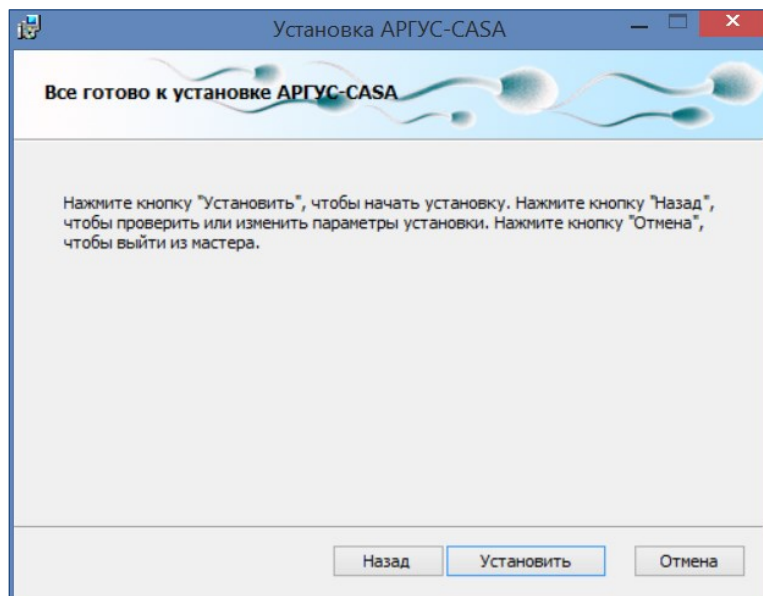 Установка АРГУС-CASA
Все готово к установке АРГУС-CASA
Нажмите кнопку "Установить", чтобы начать установку. Нажмите кнопку "Назад",
чтобы проверить или изменить параметры установки. Нажмите кнопку "Отмена",
чтобы выйти из мастера.
Назад
Установить
Отмена